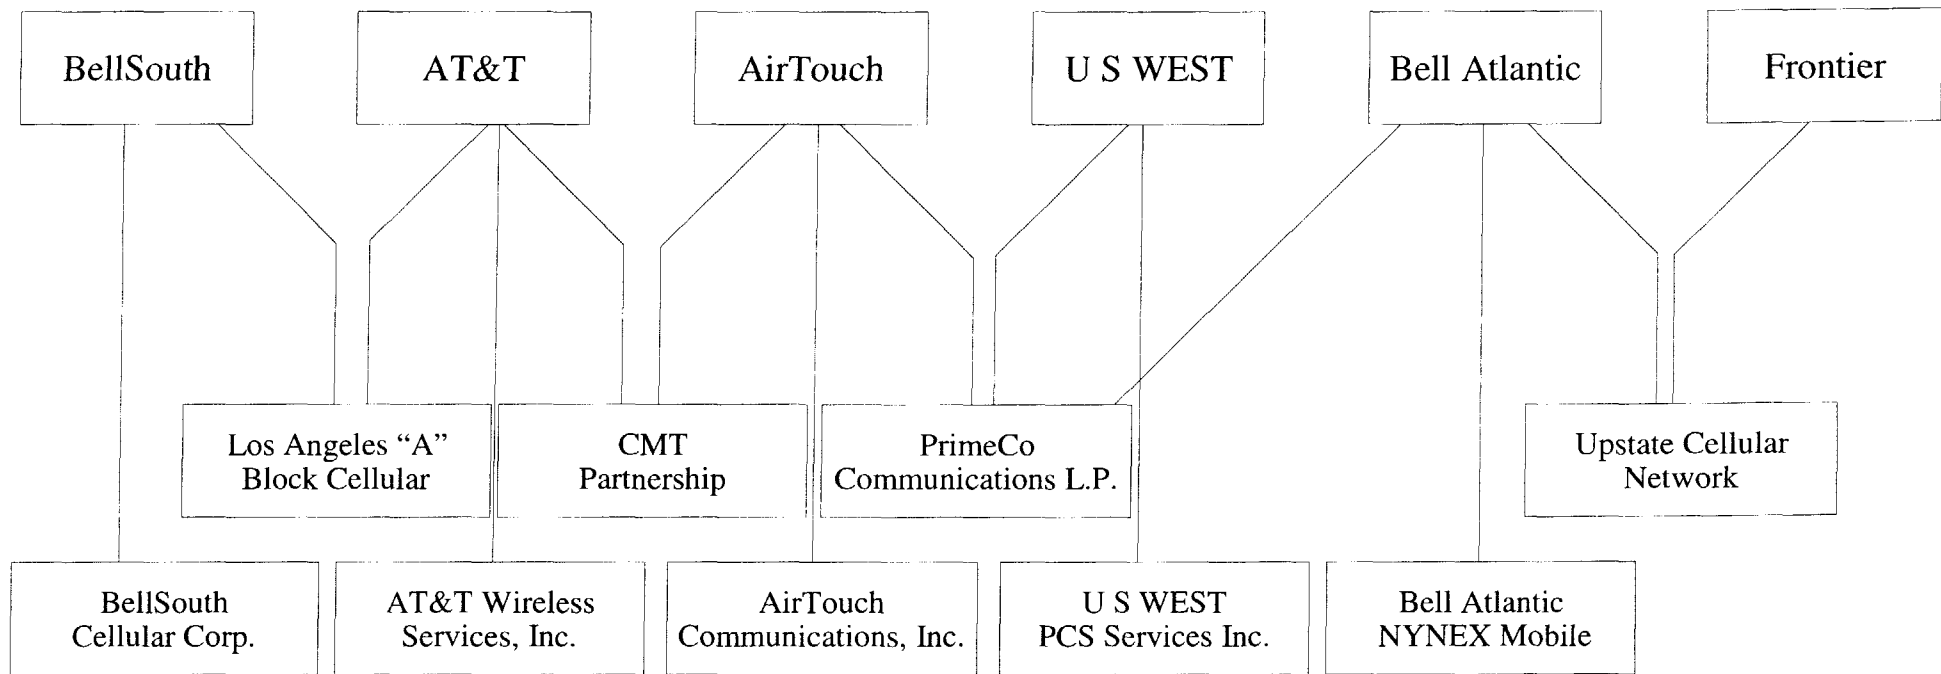 BellSouth
AT&T
AirTouch
U S WEST
Bell Atlantic
Frontier
Los Angeles “A”
Block Cellular
CMT
Partnership
PrimeCo
Communications L.P.
Upstate Cellular
Network
BellSouth
Cellular Corp.
AT&T Wireless
Services, Inc.
AirTouch
Communications, Inc.
U S WEST
PCS Services Inc.
Bell Atlantic
NYNEX Mobile